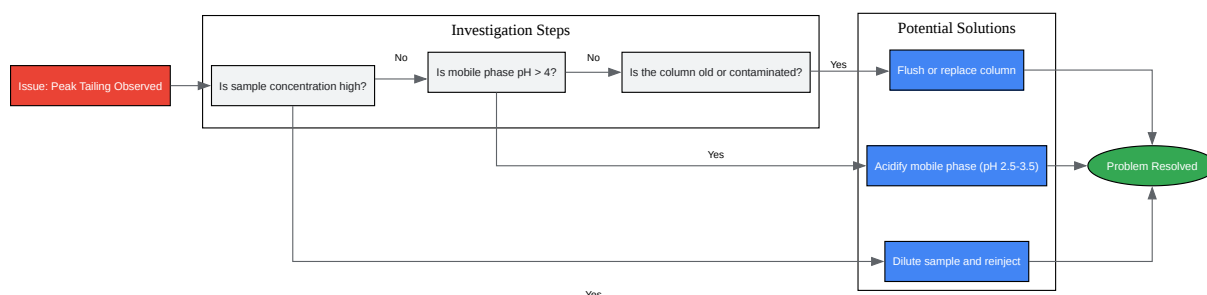 Investigation Steps
Potential Solutions
Issue: Peak Tailing Observed
Is sample concentration high?
No
Is mobile phase pH > 4?
No
Is the column old or contaminated?
Yes
Flush or replace column
Yes
Acidify mobile phase (pH 2.5-3.5)
Problem Resolved
Dilute sample and reinject
Yes